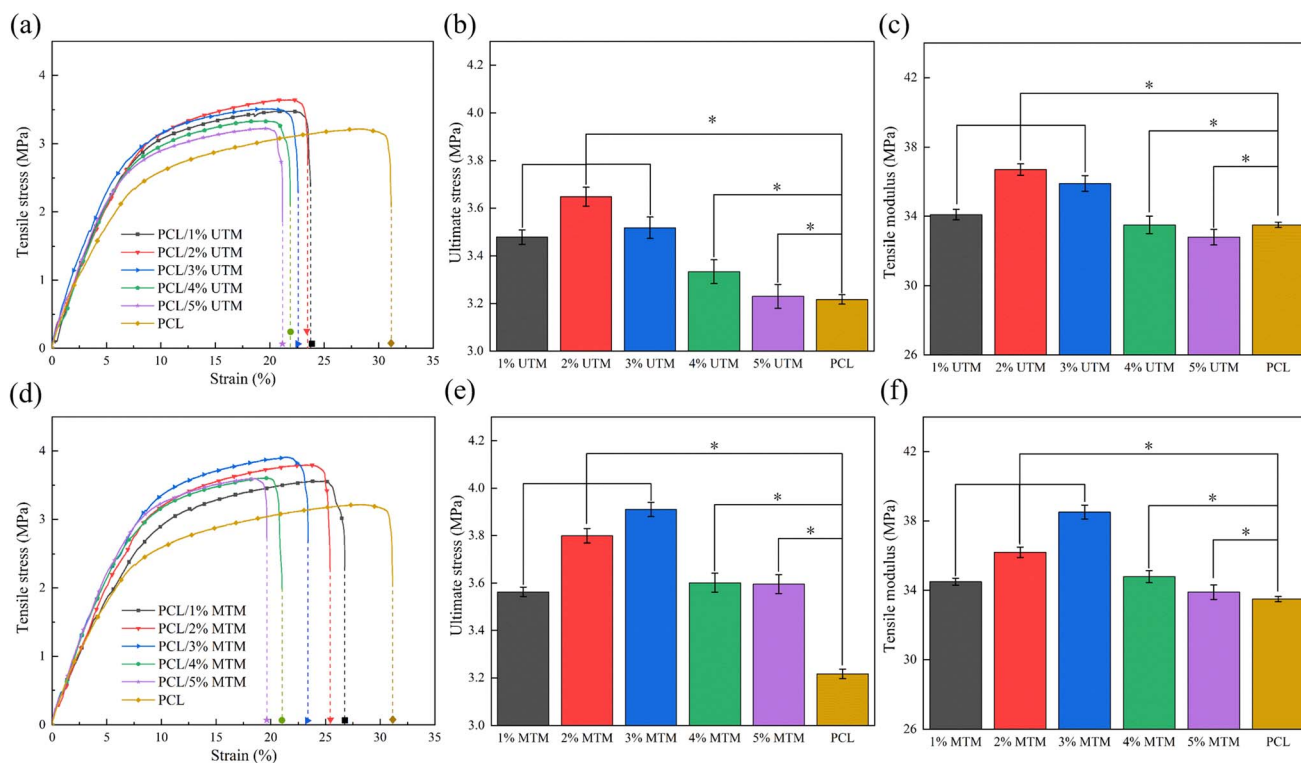 (a)
4
3
2
1
0
Tensile stress (MPa)
PCL/1% UTM
PCL/2% UTM
PCL/3% UTM
PCL/4% UTM
PCL/5% UTM
PCL
0 5 10 15 20 25 30 35
Strain (%)
(b)
4.2
4.0
3.8
3.6
3.4
3.2
3.0
Ultimate stress (MPa)
*
*
*
1% UTM 2% UTM 3% UTM 4% UTM 5% UTM PCL
(c)
42
38
34
30
26
Tensile modulus (MPa)
*
*
*
1% UTM 2% UTM 3% UTM 4% UTM 5% UTM PCL
(d)
5
4
3
2
1
0
Tensile stress (MPa)
PCL/1% MTM
PCL/2% MTM
PCL/3% MTM
PCL/4% MTM
PCL/5% MTM
PCL
0 5 10 15 20 25 30 35
Strain (%)
(e)
4.2
4.0
3.8
3.6
3.4
3.2
3.0
Ultimate stress (MPa)
*
*
*
1% MTM 2% MTM 3% MTM 4% MTM 5% MTM PCL
(f)
42
38
34
30
26
Tensile modulus (MPa)
*
*
*
1% MTM 2% MTM 3% MTM 4% MTM 5% MTM PCL